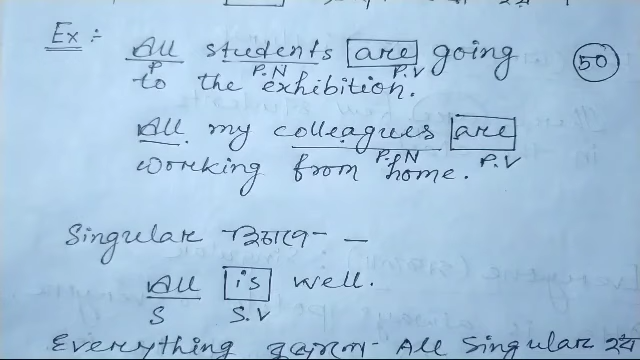 Ex:-
All students are going
P P.N P.V
to the exhibition.
50
All my colleagues are
P.N P.V
working from home.
Singular
All is well.
S S.V
Everything All Singular হয়